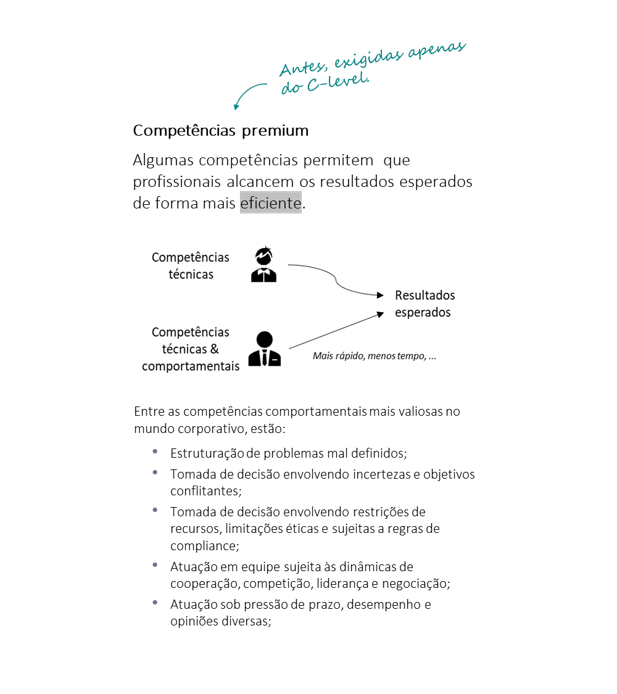 Antes, exigidas apenas
do C-level.
Competências premium
Algumas competências permitem que
profissionais alcancem os resultados esperados
de forma mais eficiente.
Competências
técnicas
Resultados
esperados
Competências
técnicas &
comportamentais
Mais rápido, menos tempo, ...
Entre as competências comportamentais mais valiosas no
mundo corporativo, estão:
• Estruturação de problemas mal definidos;
• Tomada de decisão envolvendo incertezas e objetivos
conflitantes;
• Tomada de decisão envolvendo restrições de
recursos, limitações éticas e sujeitas a regras de
compliance;
• Atuação em equipe sujeita às dinâmicas de
cooperação, competição, liderança e negociação;
• Atuação sob pressão de prazo, desempenho e
opiniões diversas;